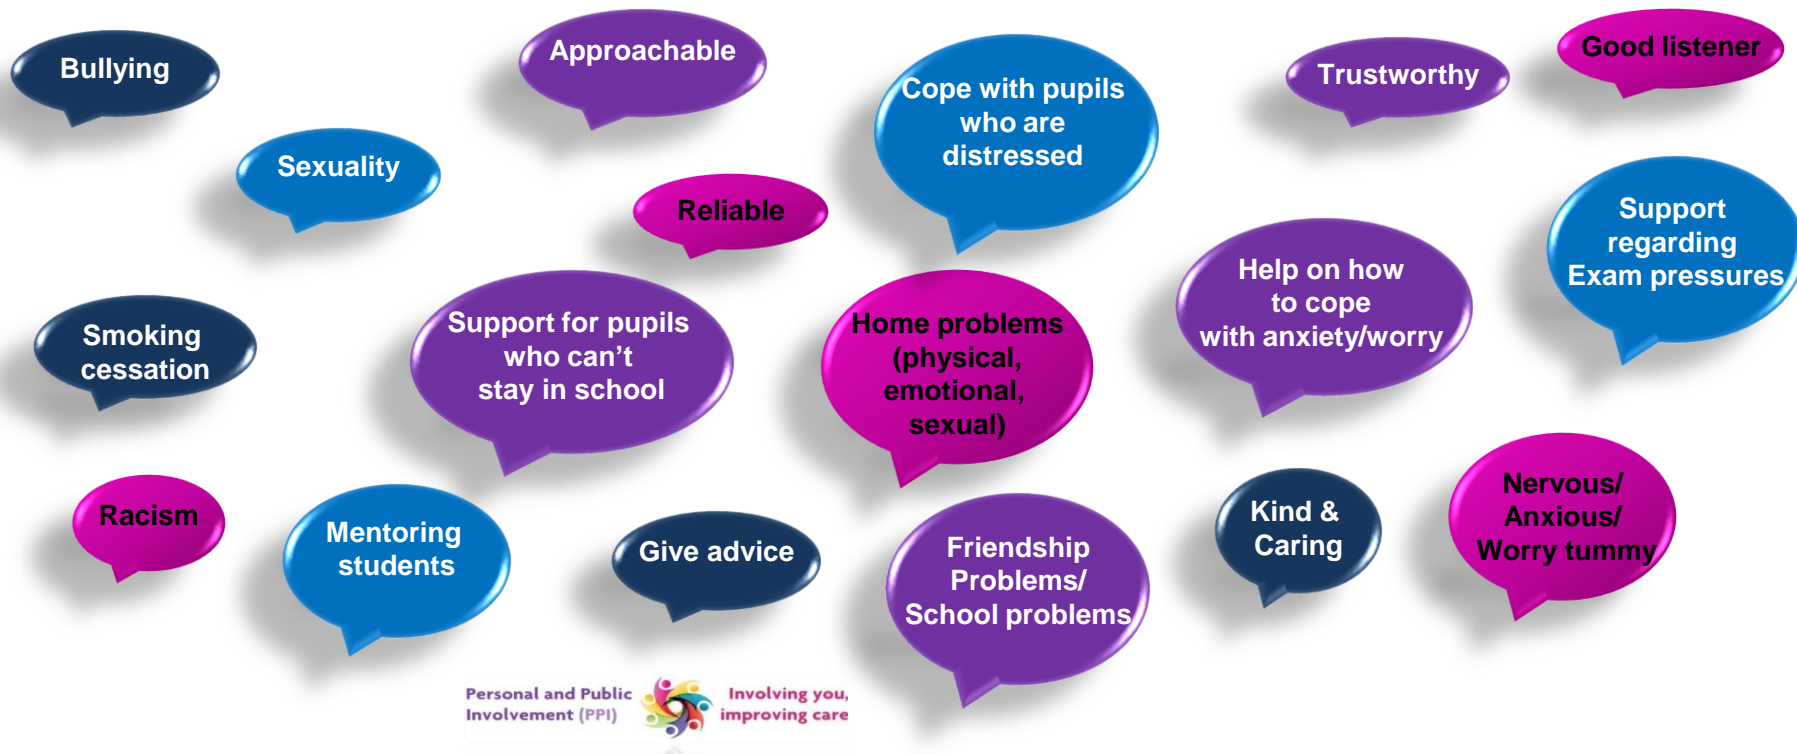 Bullying
Approachable
Cope with pupils
who are
distressed
Trustworthy
Good listener
Sexuality
Reliable
Support
regarding
Exam pressures
Smoking
cessation
Support for pupils
who can't
stay in school
Home problems
(physical,
emotional,
sexual)
Help on how
to cope
with anxiety/worry
Racism
Mentoring
students
Give advice
Friendship
Problems/
School problems
Kind &
Caring
Nervous/
Anxious/
Worry tummy
Personal and Public
Involvement (PPI)
Involving you,
improving care